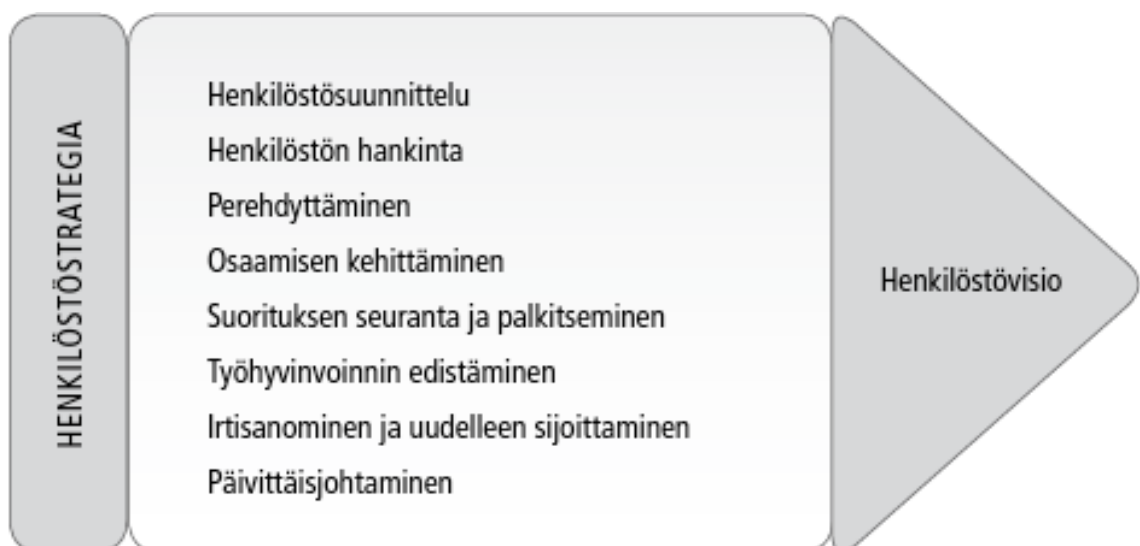 HENKILÖSTÖSTRATEGIA
Henkilöstösuunnittelu
Henkilöstön hankinta
Perehdyttäminen
Osaamisen kehittäminen
Suorituksen seuranta ja palkitseminen
Työhyvinvoinnin edistäminen
Irtisanominen ja uudelleen sijoittaminen
Päivittäisjohtaminen
Henkilöstövisio